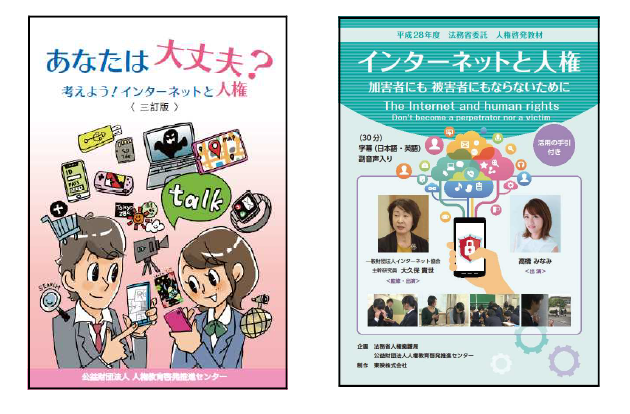 あなたは大丈夫?
考えよう!インターネットと人権
〈三訂版〉
MAP
talk
SEARCH
公益財団法人 人権教育啓発推進センター
平成28年度 法務省委託 人権啓発教材
インターネットと人権
加害者にも 被害者にもならないために
The Internet and human rights
Don't become a perpetrator nor a victim
(30分)
字幕(日本語・英語)
副音声入り
活用の手引
付き
一般財団法人インターネット協会
主幹研究員 大久保 貴世
<監修・出演>
高橋 みなみ
<出演>
企画 法務省人権擁護局
公益財団法人人権教育啓発推進センター
制作 東映株式会社